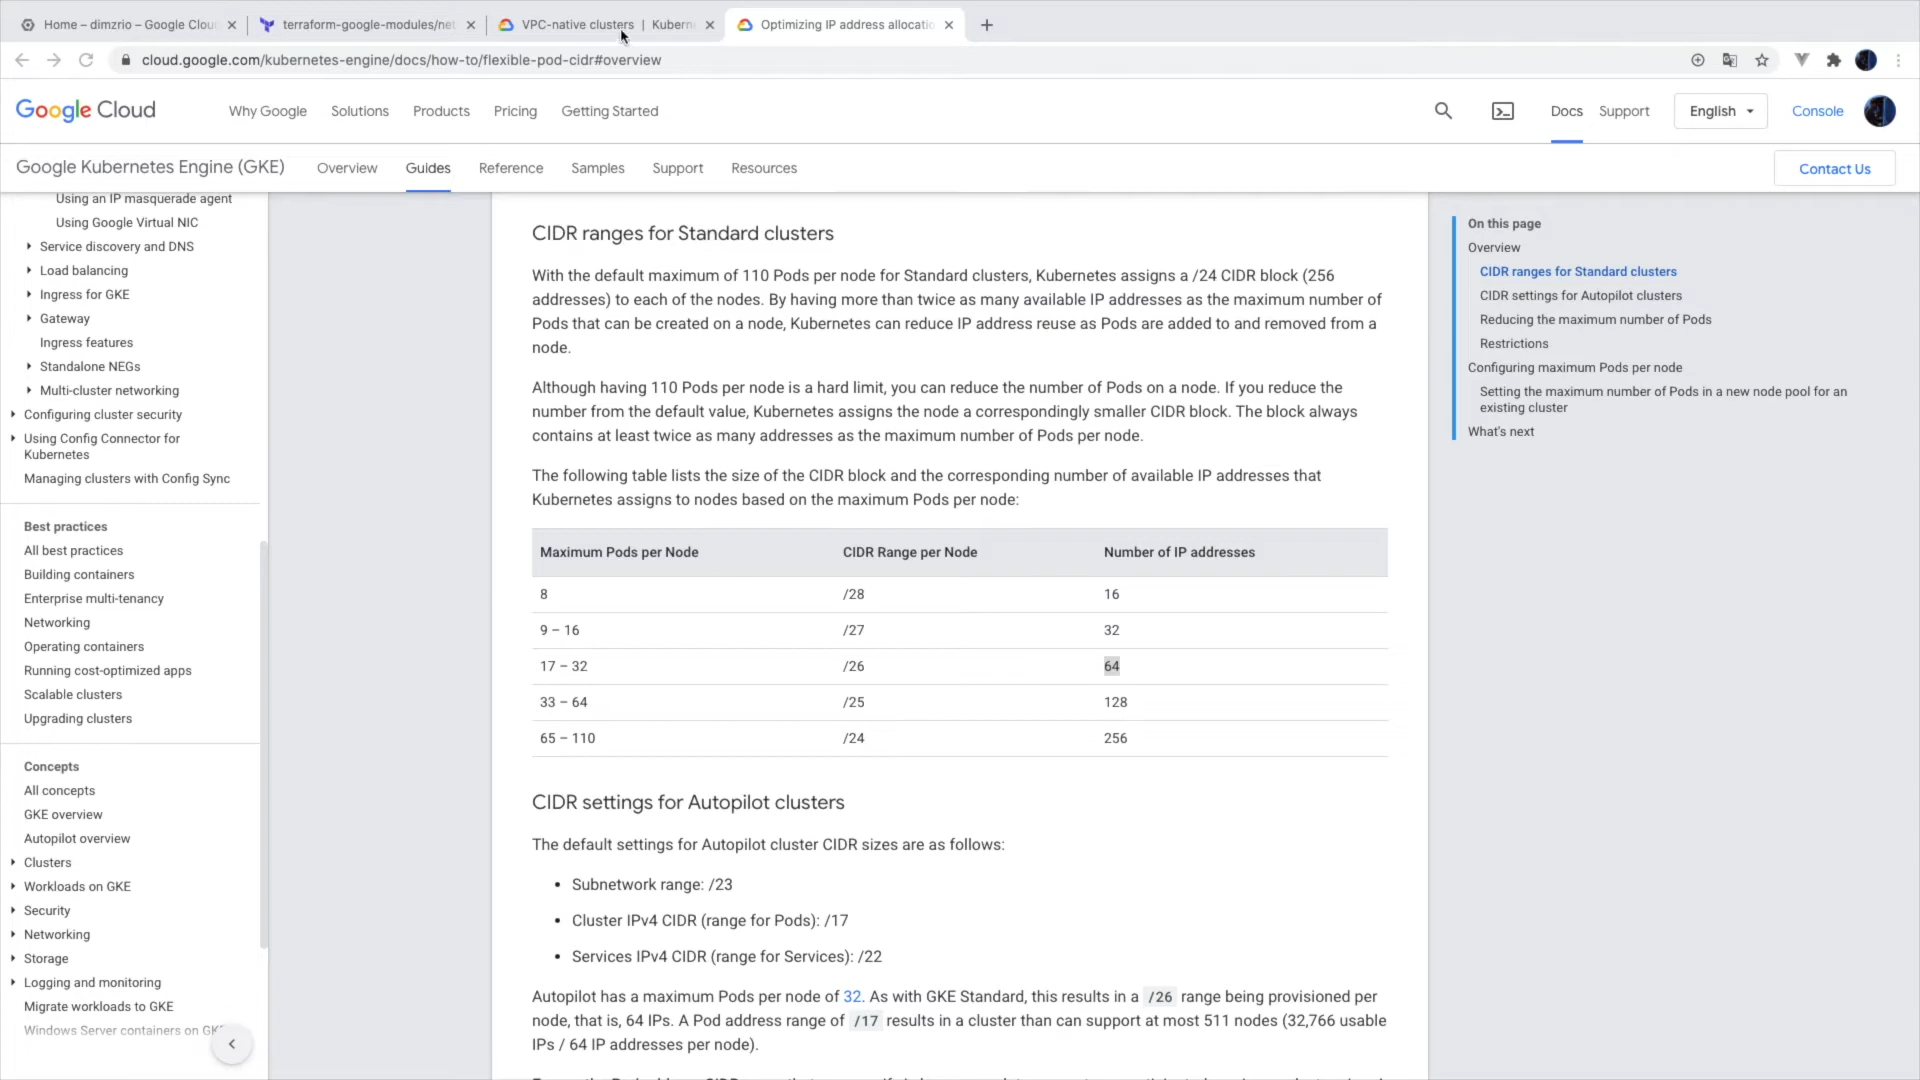 Home – dimzrio – Google Clou
terraform-google-modules/net
VPC-native clusters | Kubern
Optimizing IP address allocatio
cloud.google.com/kubernetes-engine/docs/how-to/flexible-pod-cidr#overview
Google Cloud
Why Google
Solutions
Products
Pricing
Getting Started
Docs
Support
English
Console
Google Kubernetes Engine (GKE)
Overview
Guides
Reference
Samples
Support
Resources
Contact Us
Using an IP masquerade agent
Using Google Virtual NIC
Service discovery and DNS
Load balancing
Ingress for GKE
Gateway
Ingress features
Standalone NEGs
Multi-cluster networking
Configuring cluster security
Using Config Connector for
Kubernetes
Managing clusters with Config Sync
Best practices
All best practices
Building containers
Enterprise multi-tenancy
Networking
Operating containers
Running cost-optimized apps
Scalable clusters
Upgrading clusters
Concepts
All concepts
GKE overview
Autopilot overview
Clusters
Workloads on GKE
Security
Networking
Storage
Logging and monitoring
Migrate workloads to GKE
Windows Server containers on GKE
CIDR ranges for Standard clusters
With the default maximum of 110 Pods per node for Standard clusters, Kubernetes assigns a /24 CIDR block (256
addresses) to each of the nodes. By having more than twice as many available IP addresses as the maximum number of
Pods that can be created on a node, Kubernetes can reduce IP address reuse as Pods are added to and removed from a
node.
Although having 110 Pods per node is a hard limit, you can reduce the number of Pods on a node. If you reduce the
number from the default value, Kubernetes assigns the node a correspondingly smaller CIDR block. The block always
contains at least twice as many addresses as the maximum number of Pods per node.
The following table lists the size of the CIDR block and the corresponding number of available IP addresses that
Kubernetes assigns to nodes based on the maximum Pods per node:
Maximum Pods per Node CIDR Range per Node Number of IP addresses
8 /28 16
9 – 16 /27 32
17 – 32 /26 64
33 – 64 /25 128
65 – 110 /24 256
CIDR settings for Autopilot clusters
The default settings for Autopilot cluster CIDR sizes are as follows:
• Subnetwork range: /23
• Cluster IPv4 CIDR (range for Pods): /17
• Services IPv4 CIDR (range for Services): /22
Autopilot has a maximum Pods per node of 32. As with GKE Standard, this results in a /26 range being provisioned per
node, that is, 64 IPs. A Pod address range of /17 results in a cluster than can support at most 511 nodes (32,766 usable
IPs / 64 IP addresses per node).
On this page
Overview
CIDR ranges for Standard clusters
CIDR settings for Autopilot clusters
Reducing the maximum number of Pods
Restrictions
Configuring maximum Pods per node
Setting the maximum number of Pods in a new node pool for an
existing cluster
What's next